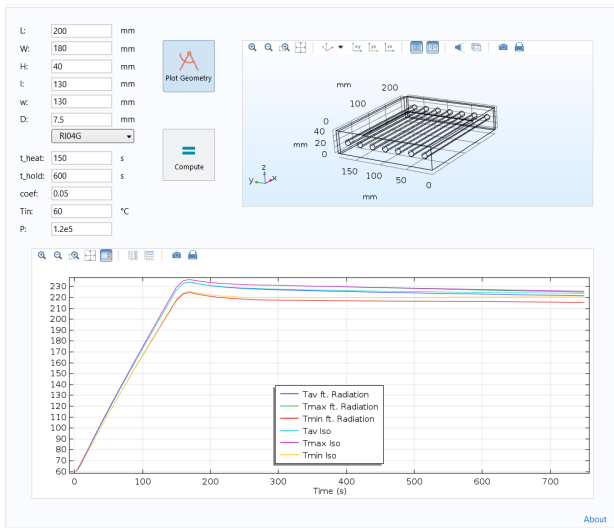 L: 200 mm
W: 180 mm
H: 40 mm
l: 130 mm
w: 130 mm
D: 7.5 mm
RI04G
t_heat: 150 s
t_hold: 600 s
coef: 0.05
Tin: 60 °C
P: 1.2e5
Plot Geometry
=
Compute
xy yz zx
mm 200
100
0
40
mm 20
0
150 100 50 0
mm
z
y x
230
220
210
200
190
180
170
160
150
140
130
120
110
100
90
80
70
60
0 100 200 300 400 500 600 700
Time (s)
Tav ft. Radiation
Tmax ft. Radiation
Tmin ft. Radiation
Tav Iso
Tmax Iso
Tmin Iso
About